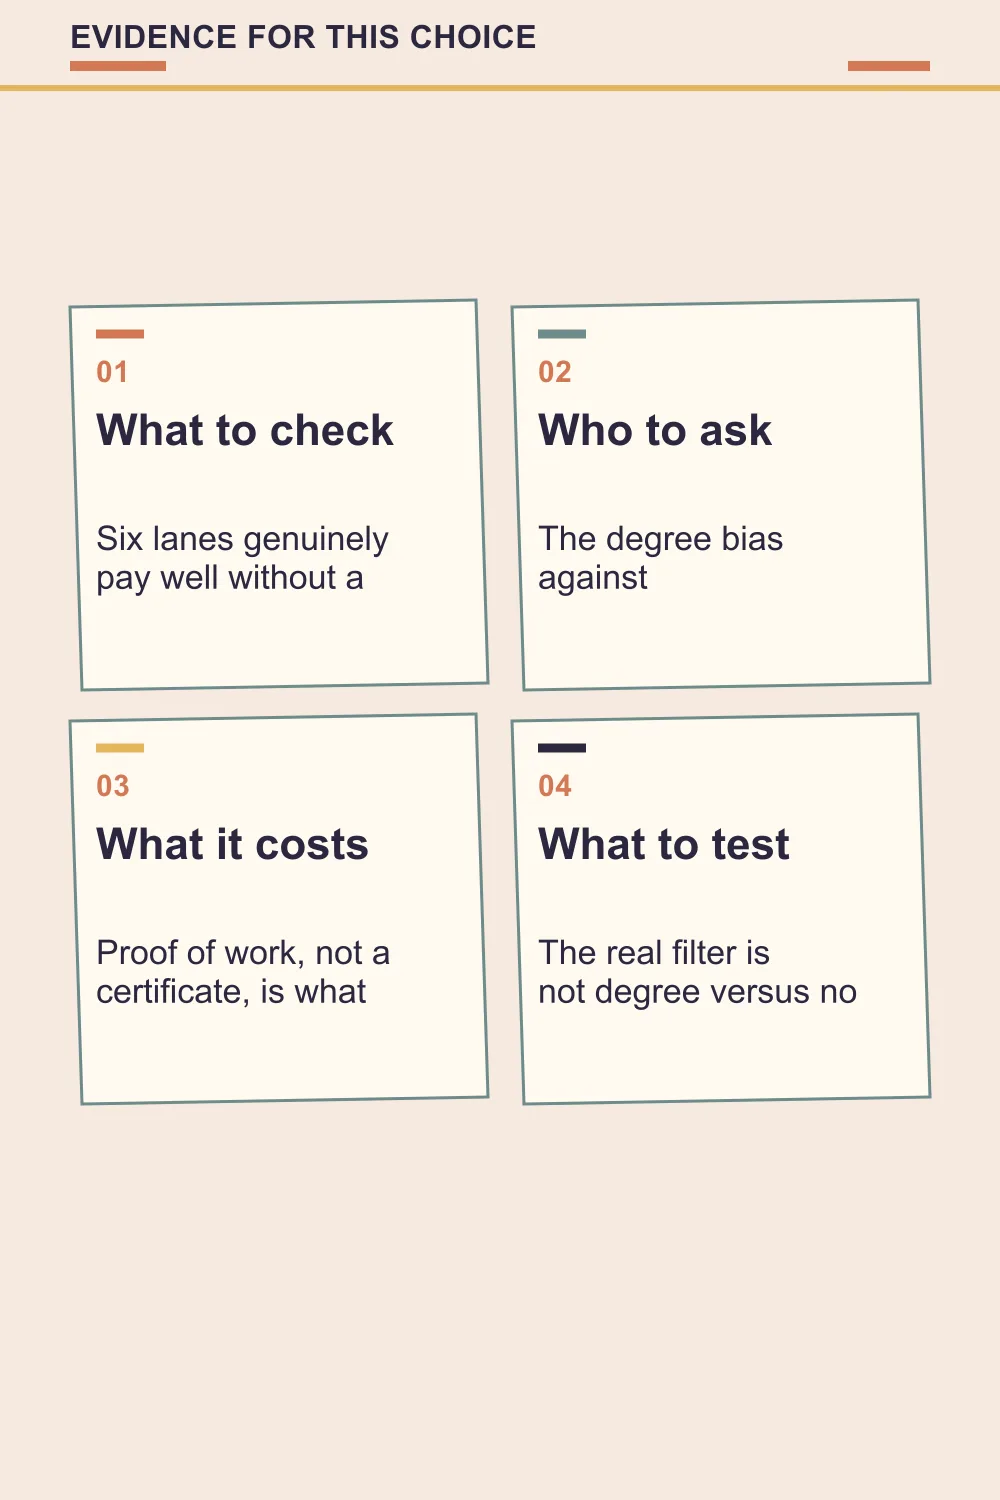 EVIDENCE FOR THIS CHOICE
01
What to check
Six lanes genuinely
pay well without a
02
Who to ask
The degree bias
against
03
What it costs
Proof of work, not a
certificate, is what
04
What to test
The real filter is
not degree versus no